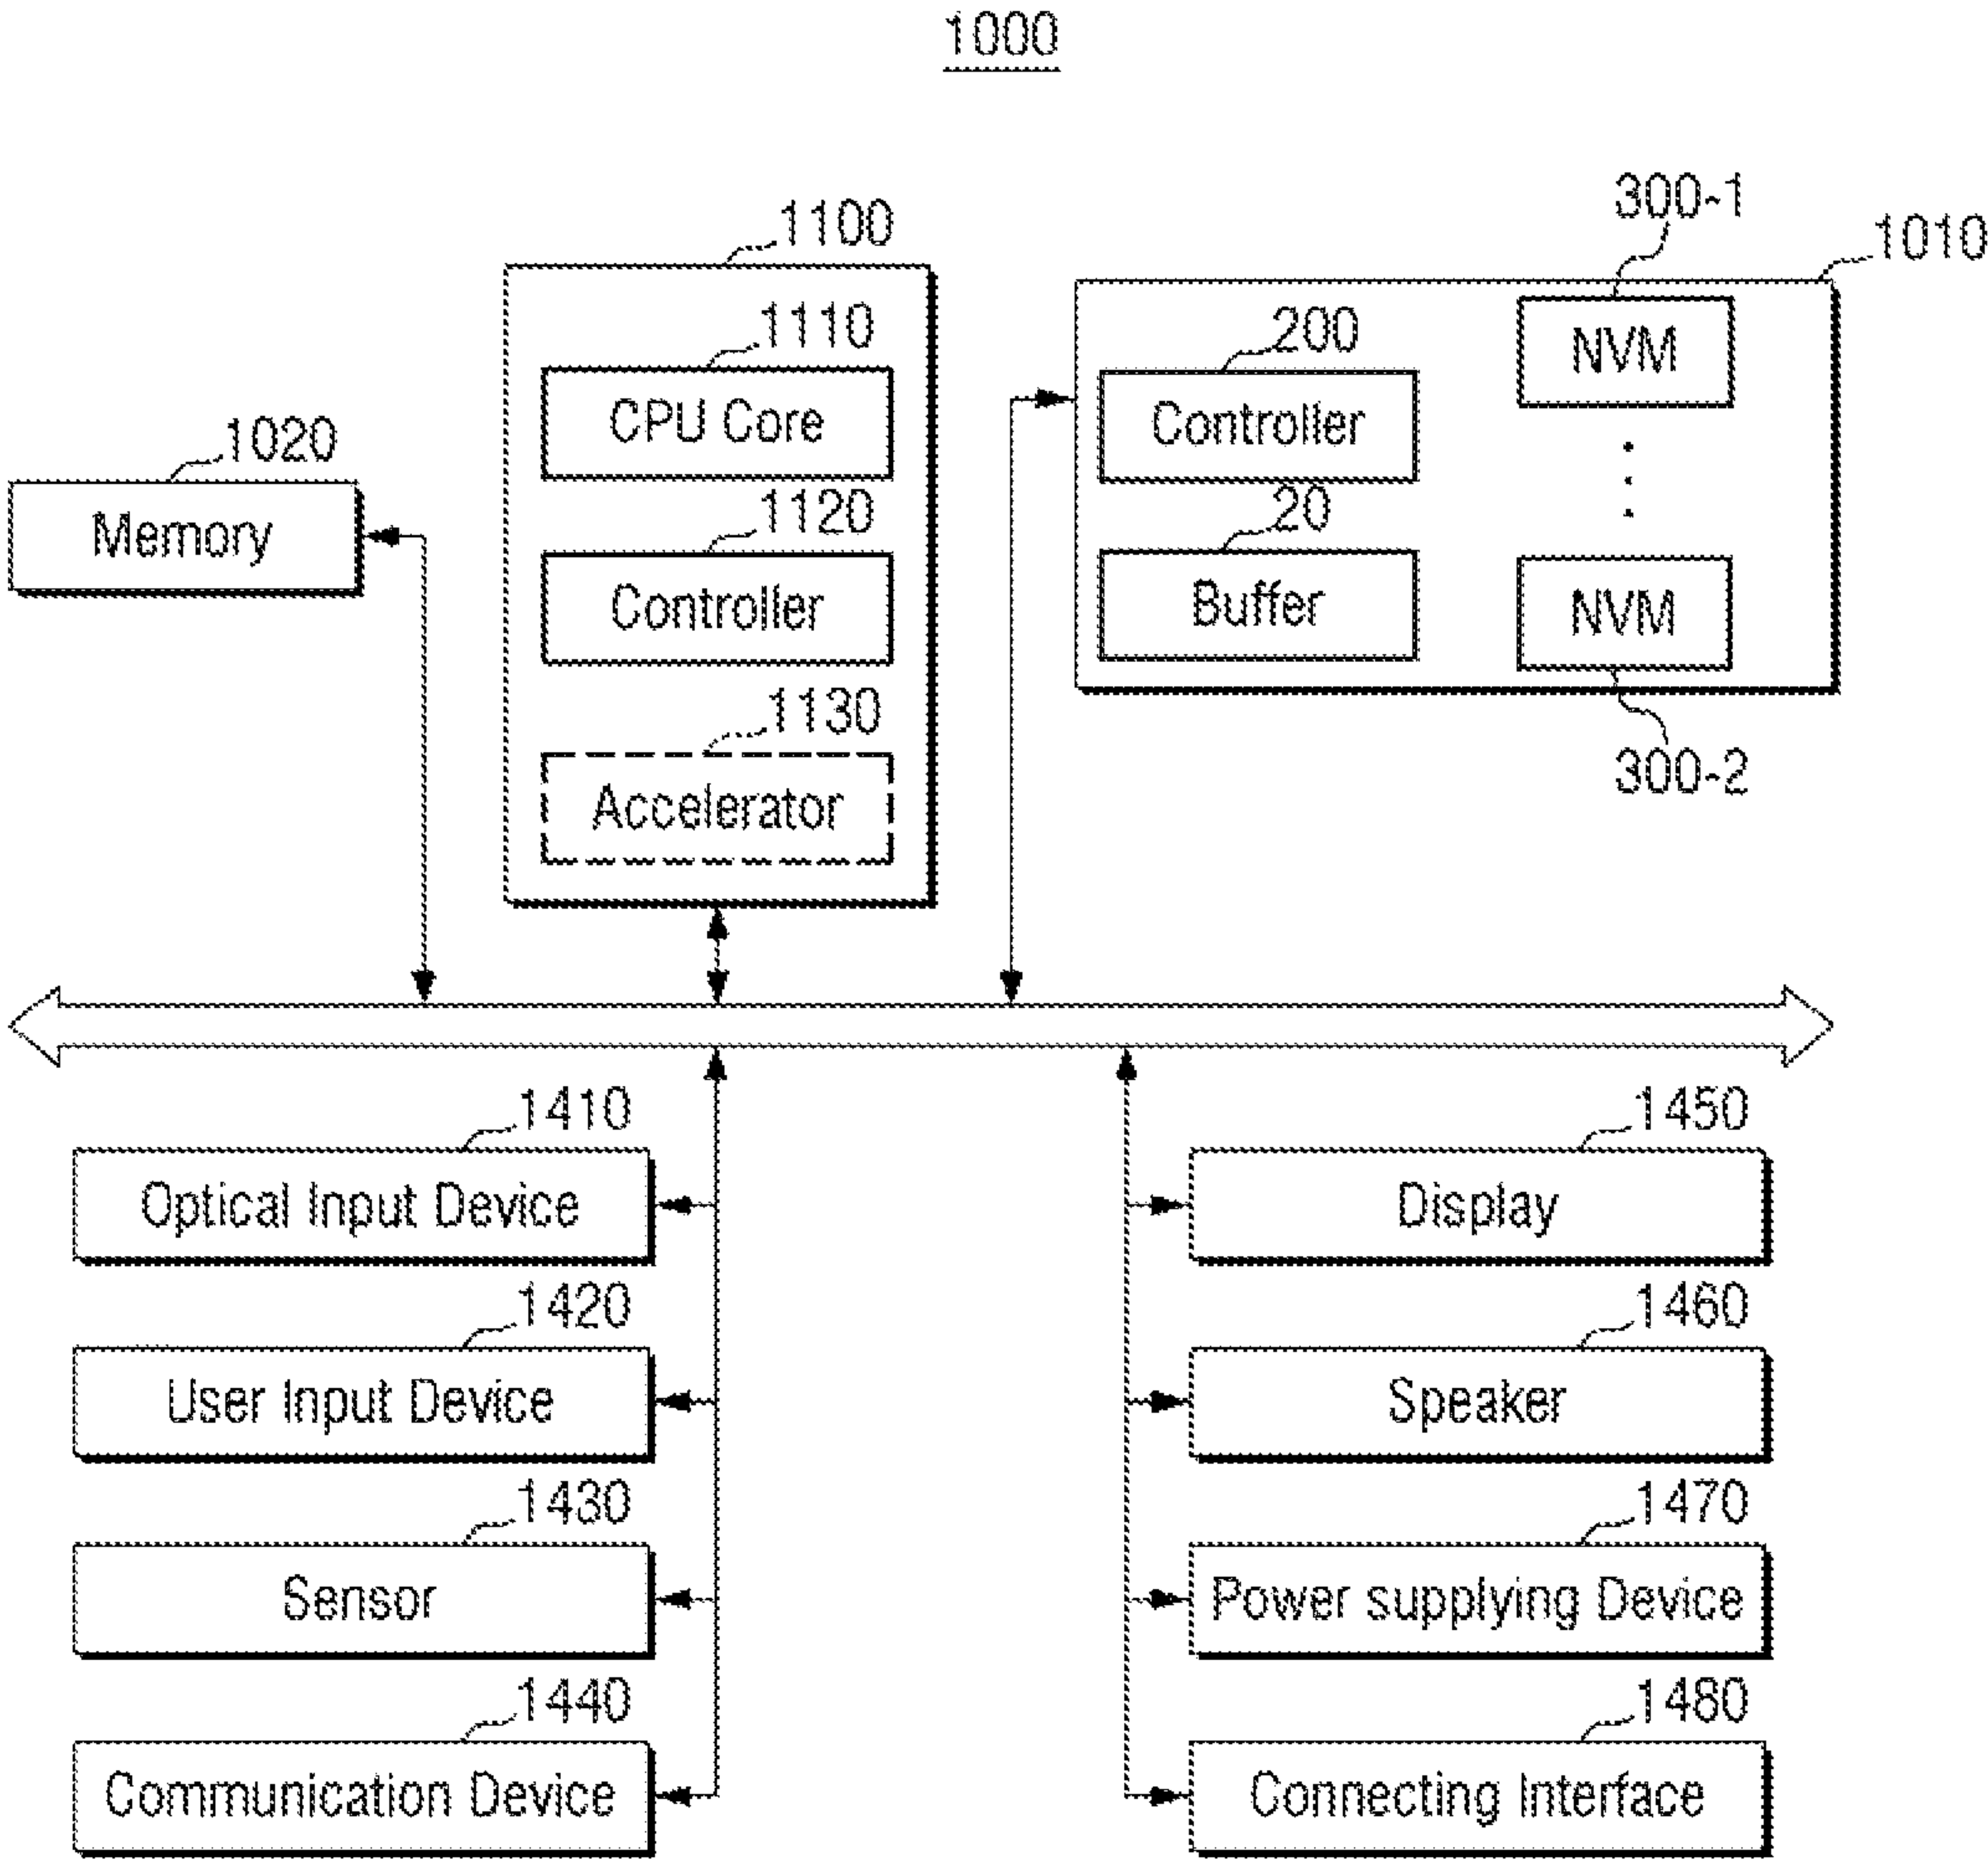 1000
1100
1110
CPU Core
1120
Controller
1130
Accelerator
1020
Memory
300-1
1010
200
Controller
NVM
20
Buffer
NVM
300-2
1410
Optical Input Device
1420
User Input Device
1430
Sensor
1440
Communication Device
1450
Display
1460
Speaker
1470
Power supplying Device
1480
Connecting Interface